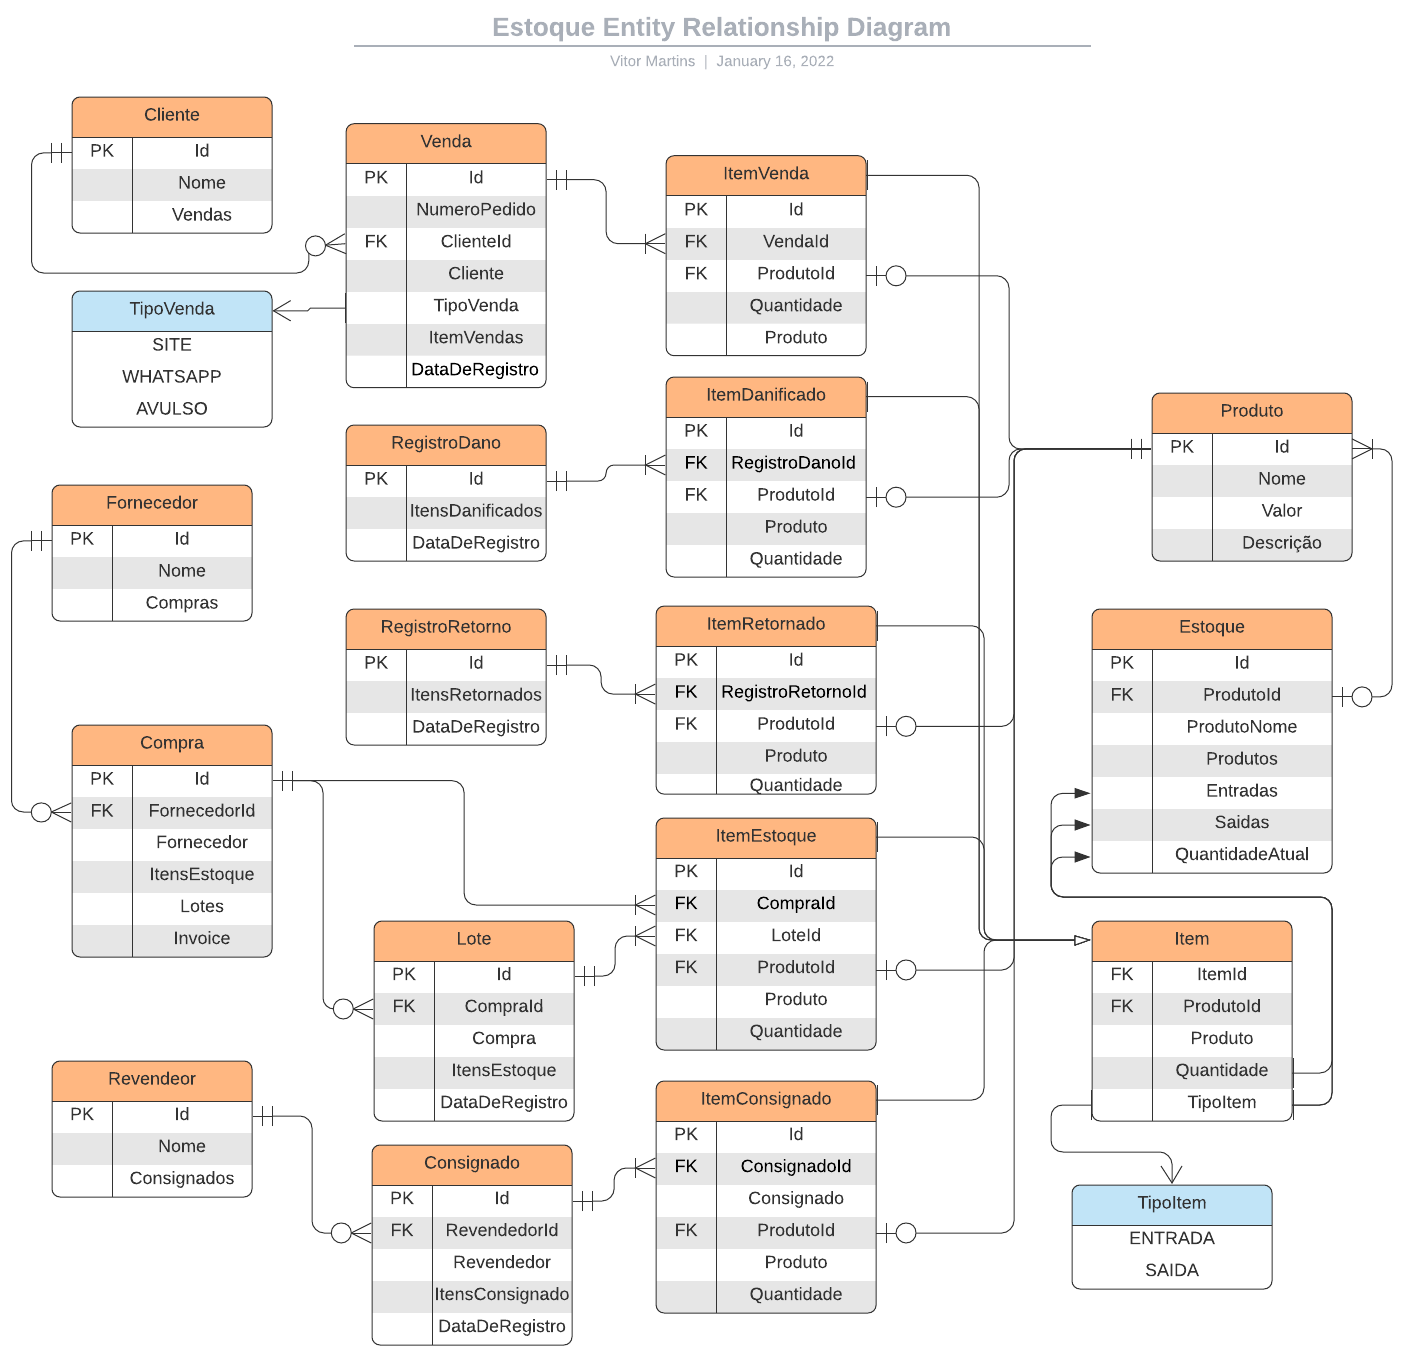 Estoque Entity Relationship Diagram
Vitor Martins | January 16, 2022
Cliente
PK Id
Nome
Vendas
TipoVenda
SITE
WHATSAPP
AVULSO
Fornecedor
PK Id
Nome
Compras
Compra
PK Id
FK FornecedorId
Fornecedor
ItensEstoque
Lotes
Invoice
Revendeor
PK Id
Nome
Consignados
Venda
PK Id
NumeroPedido
FK ClienteId
Cliente
TipoVenda
ItemVendas
DataDeRegistro
RegistroDano
PK Id
ItensDanificados
DataDeRegistro
RegistroRetorno
PK Id
ItensRetornados
DataDeRegistro
Lote
PK Id
FK CompraId
Compra
ItensEstoque
DataDeRegistro
Consignado
PK Id
FK RevendedorId
Revendedor
ItensConsignado
DataDeRegistro
ItemVenda
PK Id
FK VendaId
FK ProdutoId
Quantidade
Produto
ItemDanificado
PK Id
FK RegistroDanoId
FK ProdutoId
Produto
Quantidade
ItemRetornado
PK Id
FK RegistroRetornoId
FK ProdutoId
Produto
Quantidade
ItemEstoque
PK Id
FK CompraId
FK LoteId
FK ProdutoId
Produto
Quantidade
ItemConsignado
PK Id
FK ConsignadoId
Consignado
FK ProdutoId
Produto
Quantidade
Produto
PK Id
Nome
Valor
Descrição
Estoque
PK Id
FK ProdutoId
ProdutoNome
Produtos
Entradas
Saidas
QuantidadeAtual
Item
FK ItemId
FK ProdutoId
Produto
Quantidade
TipoItem
TipoItem
ENTRADA
SAIDA